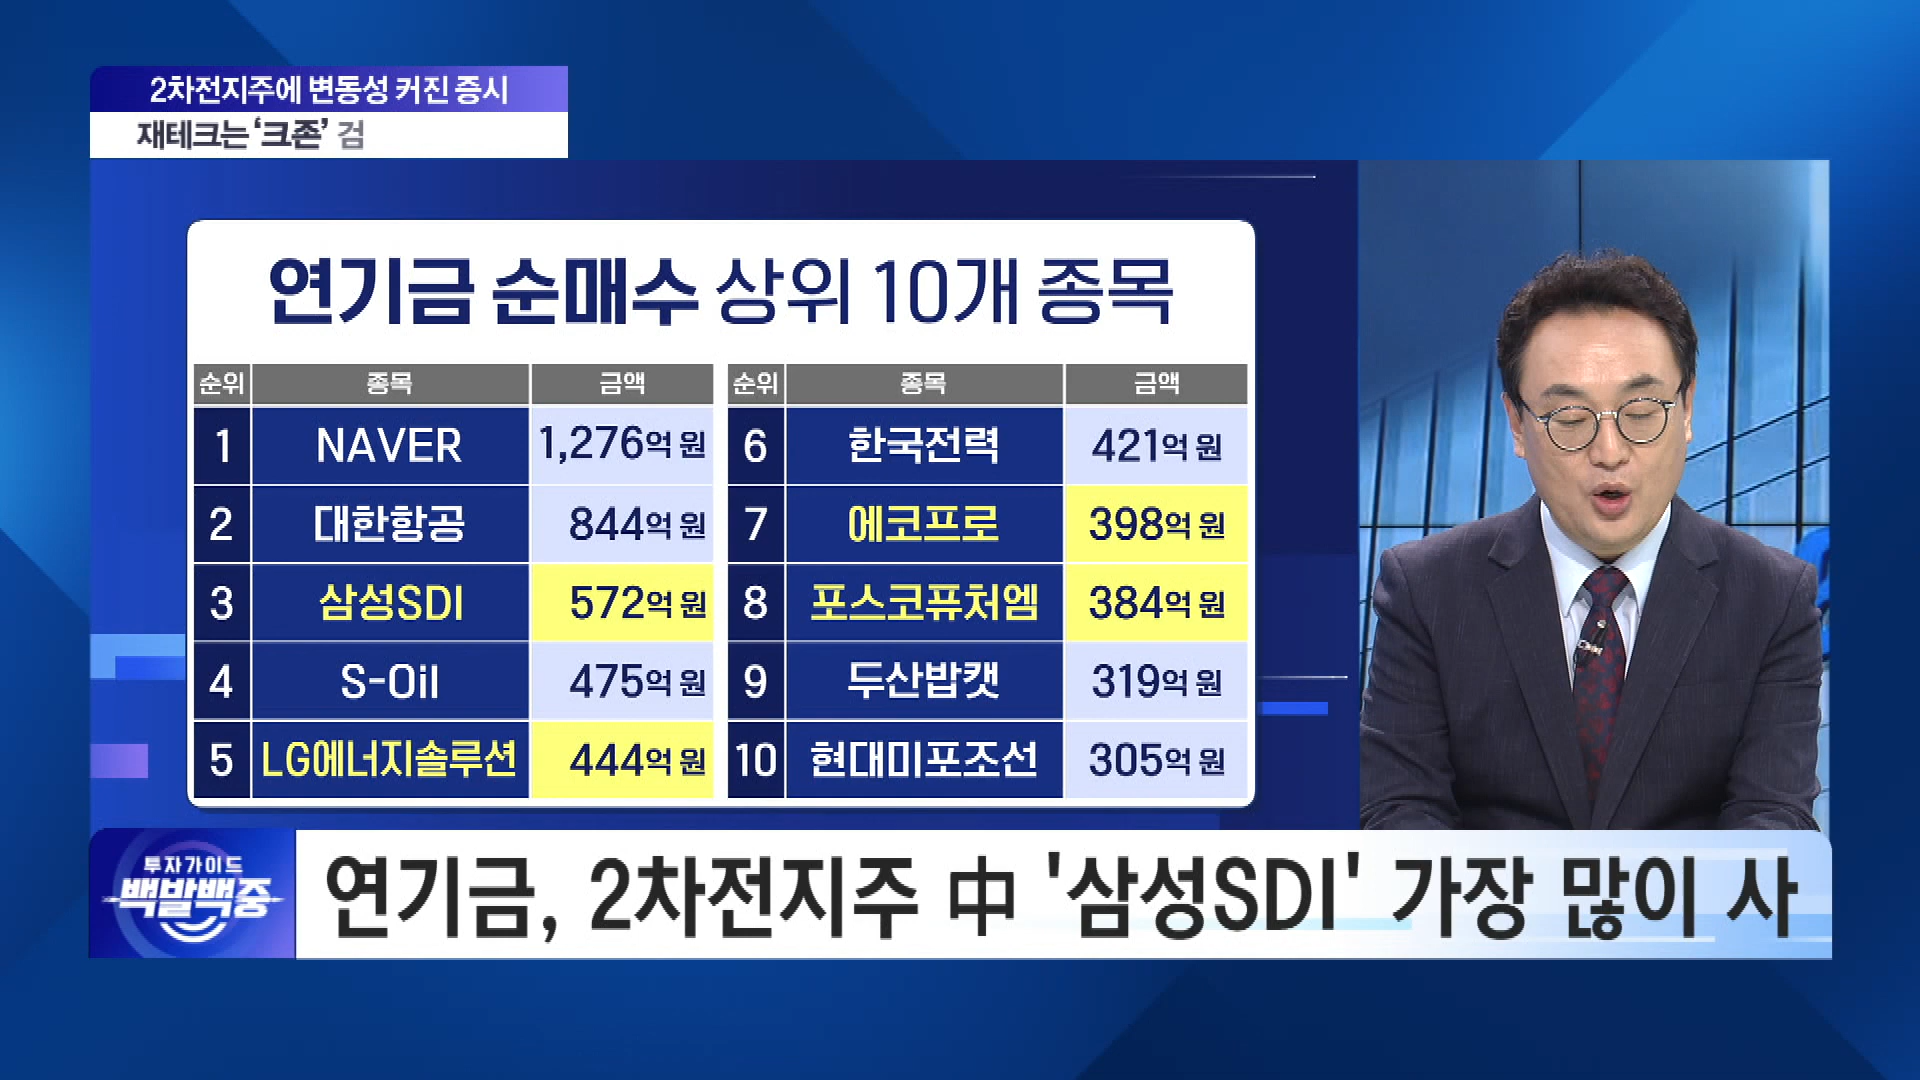 2차전지주에 변동성 커진 증시
재테크는 '크존' 검
연기금 순매수 상위 10개 종목
순위 종목 금액 순위 종목 금액
1 NAVER 1,276억 원 6 한국전력 421억 원
2 대한항공 844억 원 7 에코프로 398억 원
3 삼성SDI 572억 원 8 포스코퓨처엠 384억 원
4 S-Oil 475억 원 9 두산밥캣 319억 원
5 LG에너지솔루션 444억 원 10 현대미포조선 305억 원
투자가이드
백발백중
연기금, 2차전지주 中 '삼성SDI' 가장 많이 사